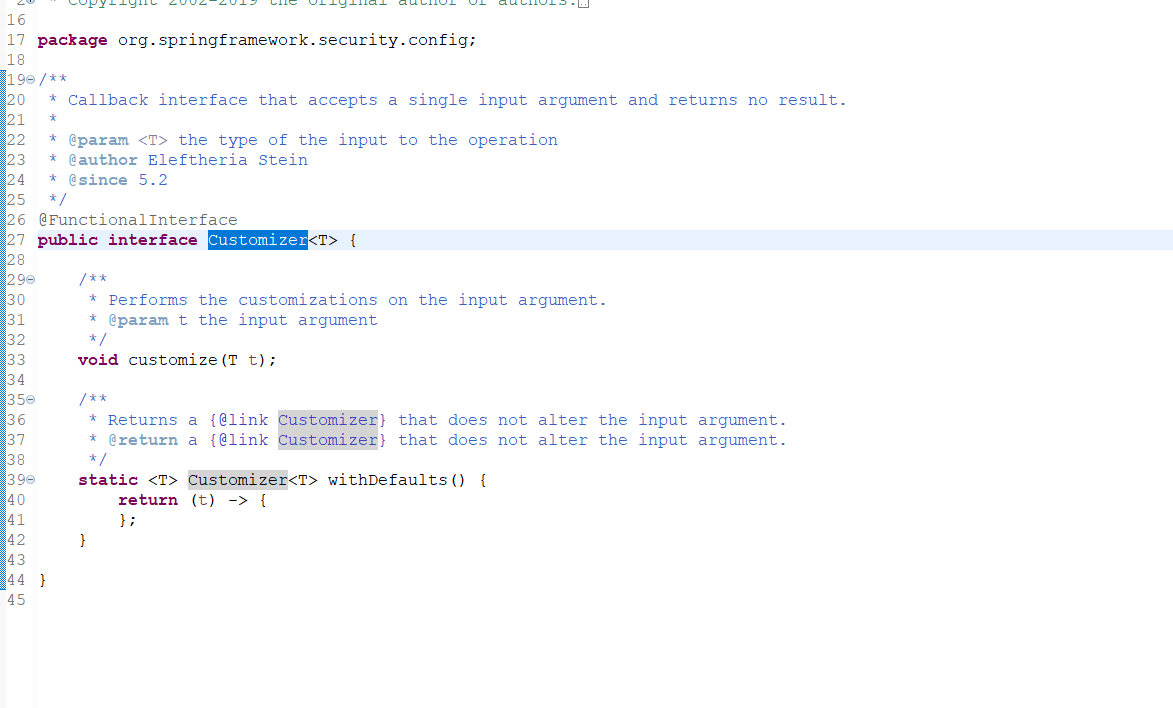 * Copyright 2002-2019 the original author or authors.
16
17 package org.springframework.security.config;
18
19 /**
20 * Callback interface that accepts a single input argument and returns no result.
21 *
22 * @param <T> the type of the input to the operation
23 * @author Eleftheria Stein
24 * @since 5.2
25 */
26 @FunctionalInterface
27 public interface Customizer<T> {
28
29 /**
30 * Performs the customizations on the input argument.
31 * @param t the input argument
32 */
33 void customize(T t);
34
35 /**
36 * Returns a {@link Customizer} that does not alter the input argument.
37 * @return a {@link Customizer} that does not alter the input argument.
38 */
39 static <T> Customizer<T> withDefaults() {
40 return (t) -> {
41 };
42 }
43
44 }
45